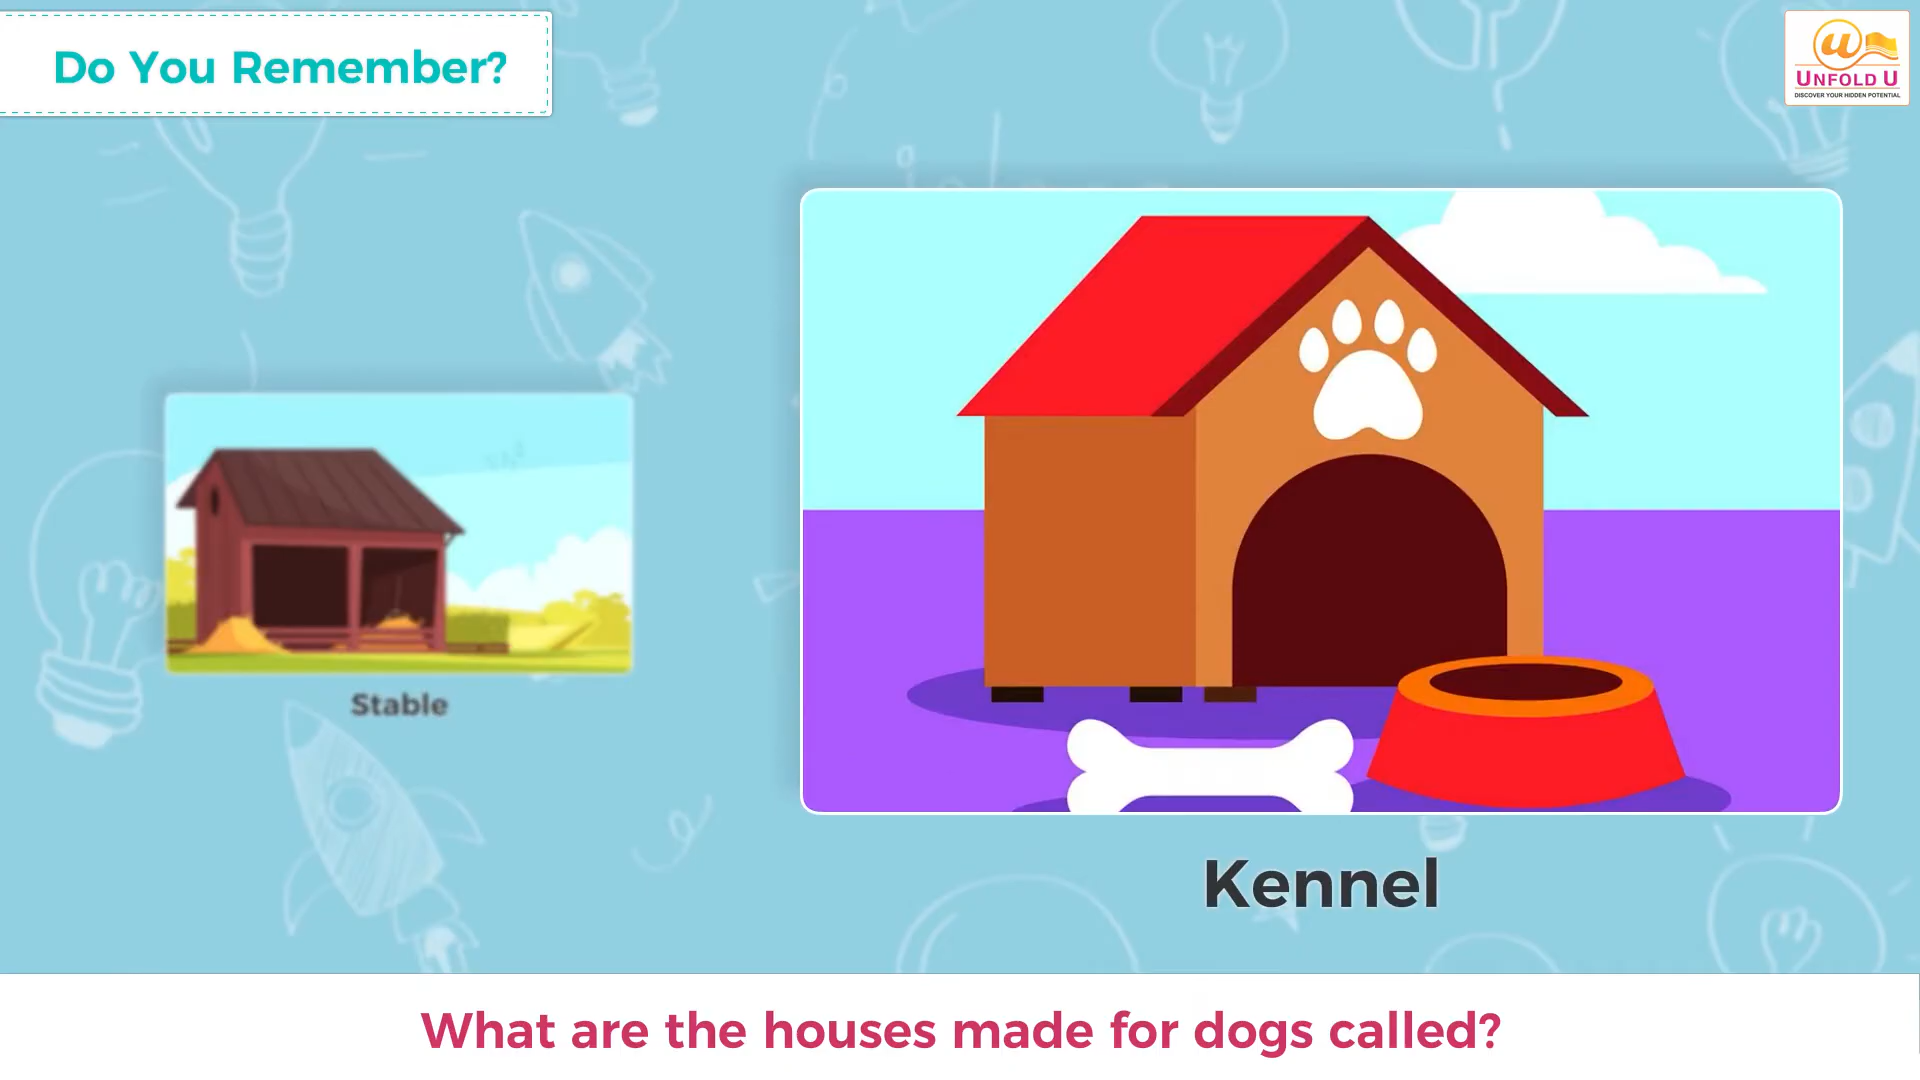 Do You Remember?
u
UNFOLD U
DISCOVER YOUR HIDDEN POTENTIAL
Stable
Kennel
What are the houses made for dogs called?